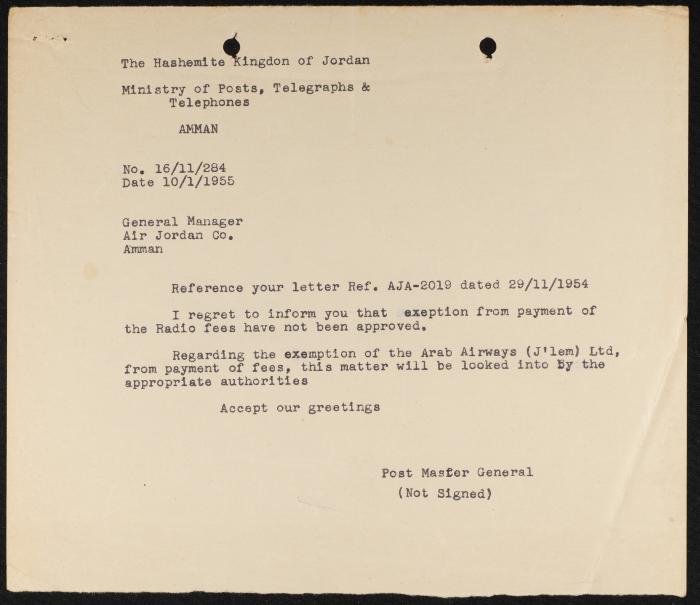 The Hashemite Kingdon of Jordan
Ministry of Posts, Telegraphs &
Telephones
AMMAN
No. 16/11/284
Date 10/1/1955
General Manager
Air Jordan Co.
Amman
Reference your letter Ref. AJA-2019 dated 29/11/1954
I regret to inform you that exeption from payment of
the Radio fees have not been approved.
Regarding the exemption of the Arab Airways (J'lem) Ltd,
from payment of fees, this matter will be looked into by the
appropriate authorities
Accept our greetings
Post Master General
(Not Signed)